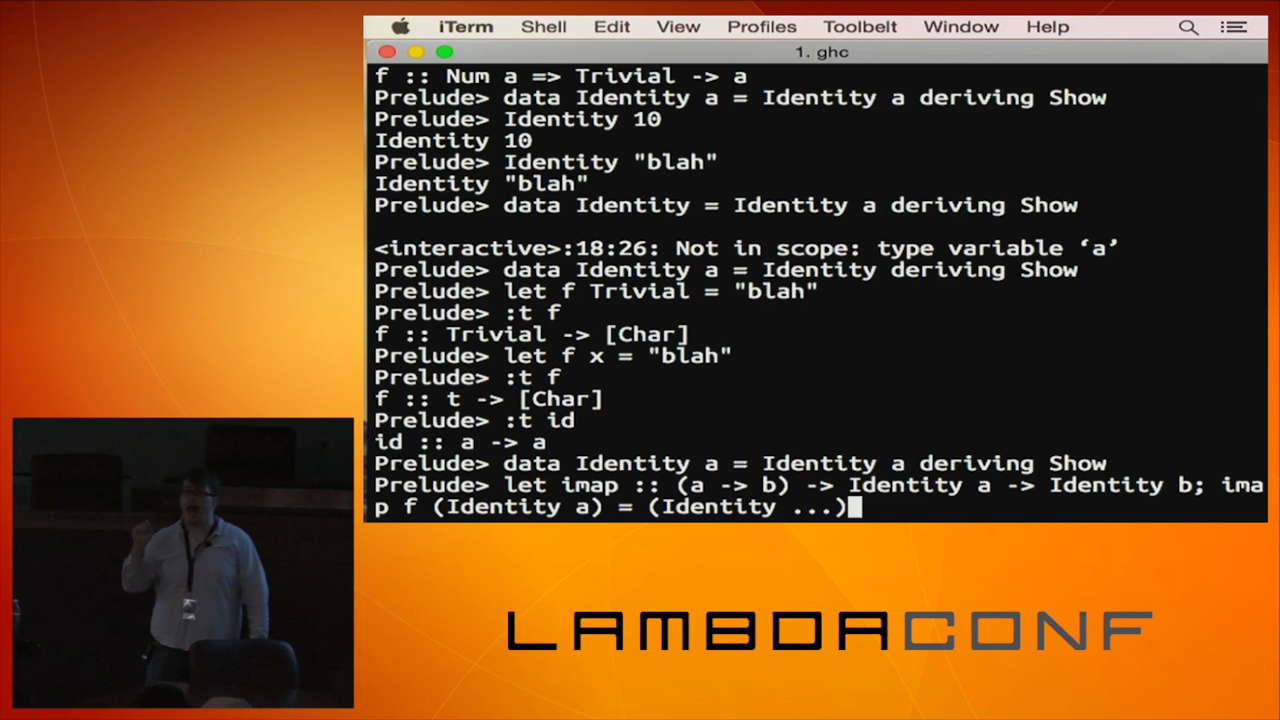 iTerm Shell Edit View Profiles Toolbelt Window Help
1. ghc
f :: Num a => Trivial -> a
Prelude> data Identity a = Identity a deriving Show
Prelude> Identity 10
Identity 10
Prelude> Identity "blah"
Identity "blah"
Prelude> data Identity = Identity a deriving Show
<interactive>:18:26: Not in scope: type variable ‘a’
Prelude> data Identity a = Identity deriving Show
Prelude> let f Trivial = "blah"
Prelude> :t f
f :: Trivial -> [Char]
Prelude> let f x = "blah"
Prelude> :t f
f :: t -> [Char]
Prelude> :t id
id :: a -> a
Prelude> data Identity a = Identity a deriving Show
Prelude> let imap :: (a -> b) -> Identity a -> Identity b; ima
p f (Identity a) = (Identity ...)
LAMBDACONF